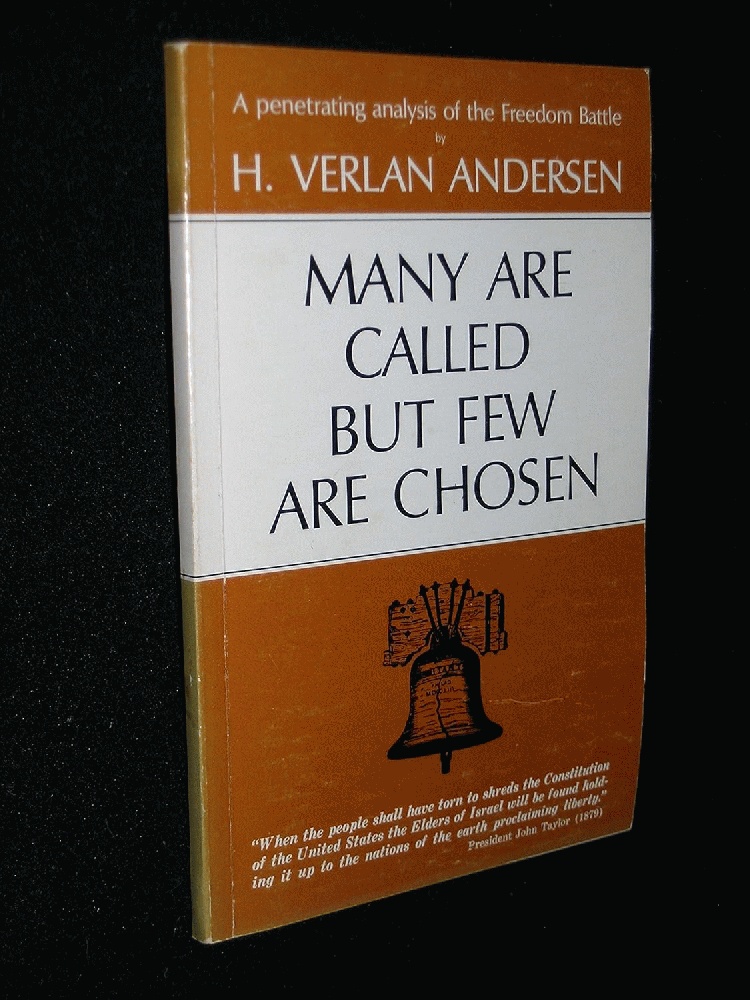 A penetrating analysis of the Freedom Battle
by
H. VERLAN ANDERSEN
MANY ARE
CALLED
BUT FEW
ARE CHOSEN
"When the people shall have torn to shreds the Constitution
of the United States the Elders of Israel will be found hold-
ing it up to the nations of the earth proclaiming liberty."
President John Taylor (1879)